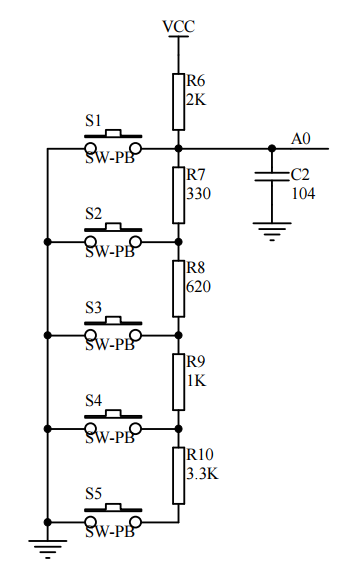 VCC
R6
2K
S1
SW-PB
A0
R7
330
C2
104
S2
SW-PB
R8
620
S3
SW-PB
R9
1K
S4
SW-PB
R10
3.3K
S5
SW-PB